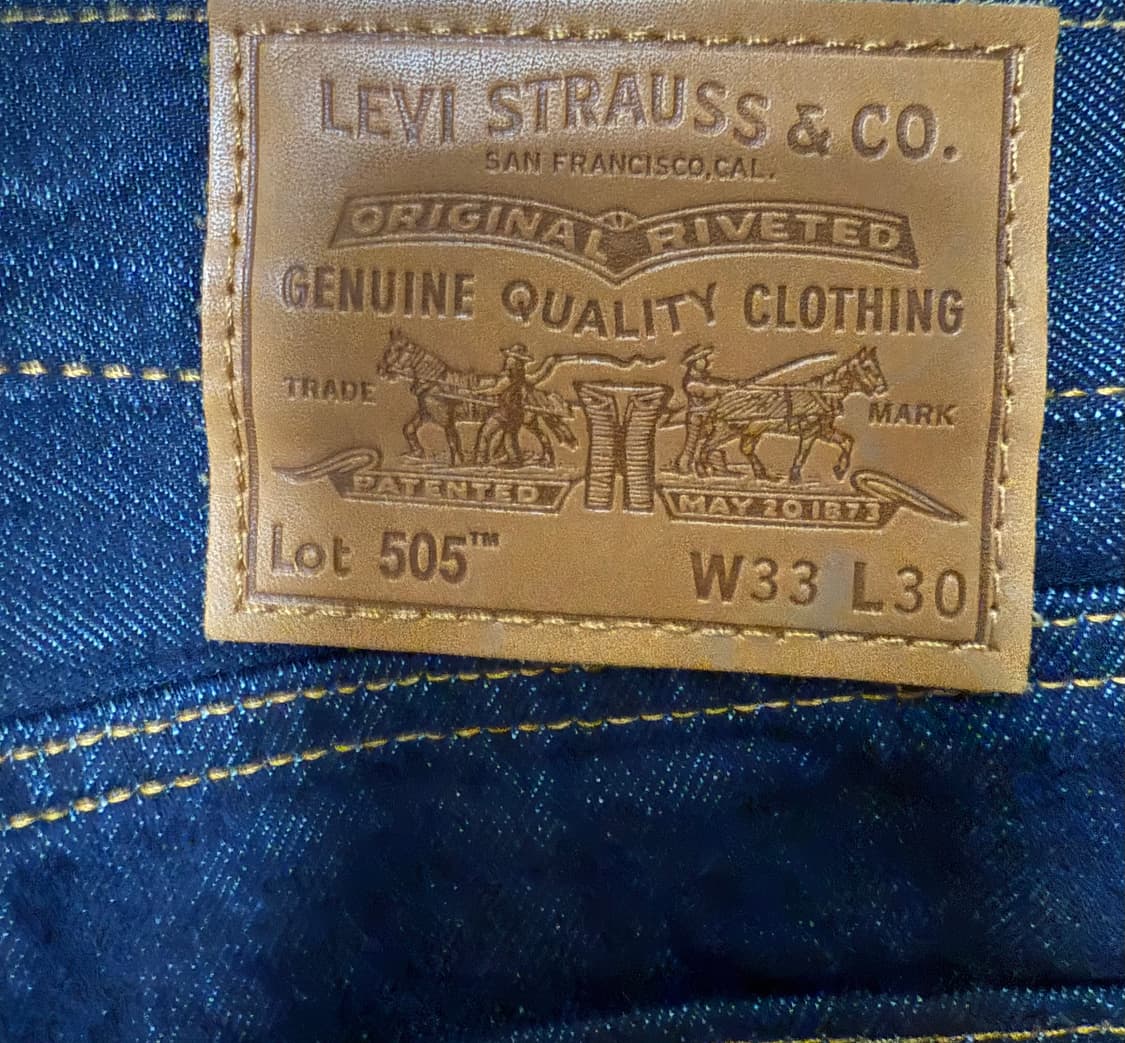 LEVI STRAUSS & CO.
SAN FRANCISCO,CAL.
ORIGINAL RIVETED
GENUINE QUALITY CLOTHING
TRADE MARK
PATENTED MAY 20 1873
Lot 505™ W33 L30